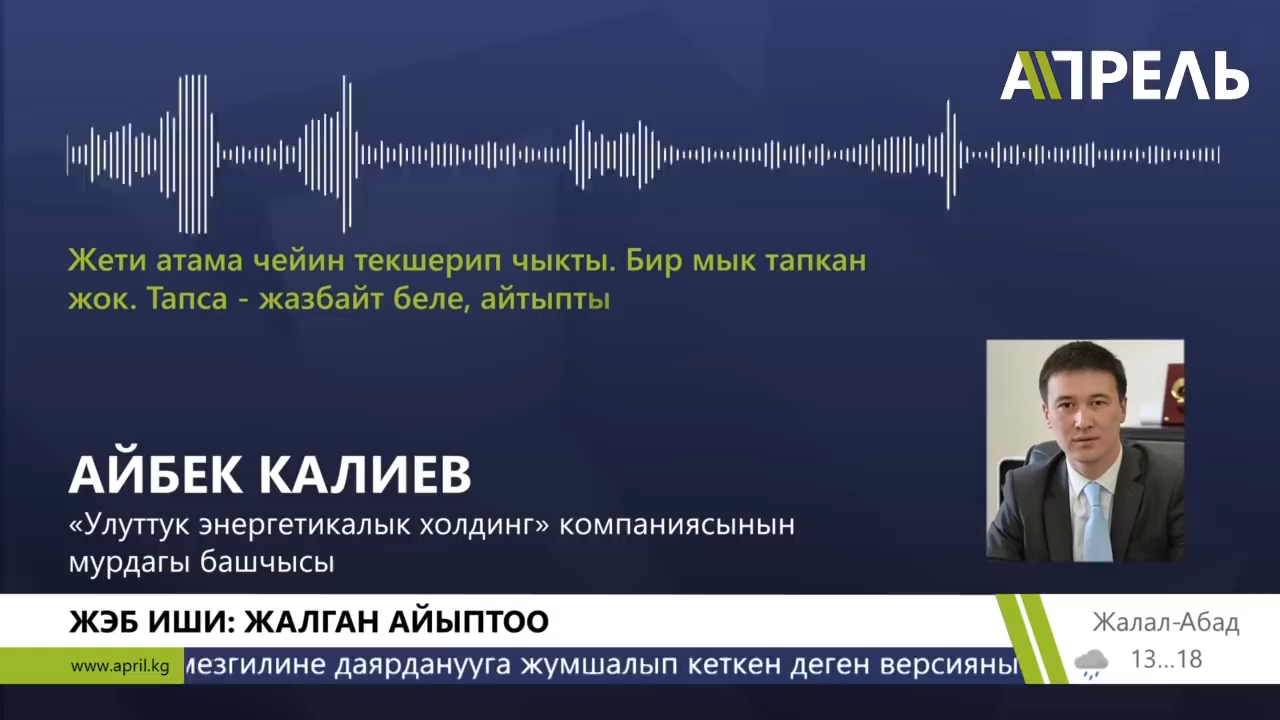 АПРЕЛЬ
Жети атама чейин текшерип чыкты. Бир мык тапкан
жок. Тапса - жазбайт беле, айтыпты
АЙБЕК КАЛИЕВ
«Улуттук энергетикалык холдинг» компаниясынын
мурдагы башчысы
ЖЭБ ИШИ: ЖАЛГАН АЙЫПТОО
Жалал-Абад
13...18
www.april.kg
мезгилине даярданууга жумшалып кеткен деген версияны